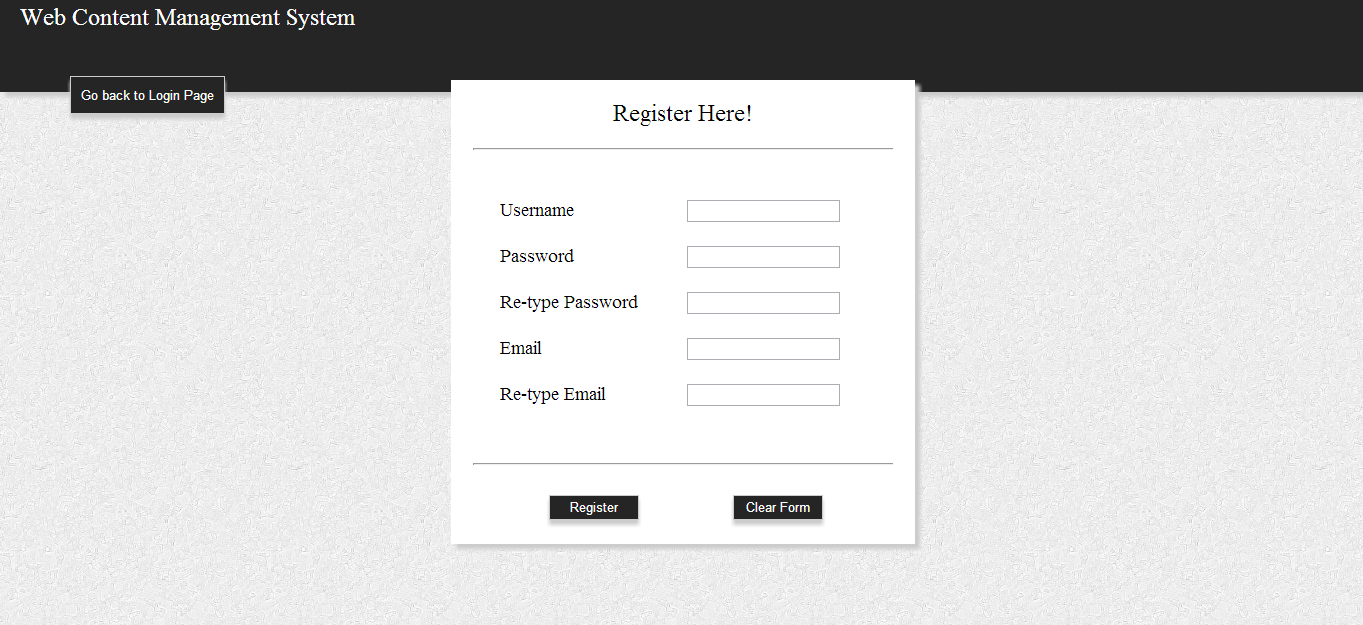 Web Content Management System
Go back to Login Page
Register Here!
Username
Password
Re-type Password
Email
Re-type Email
Register Clear Form